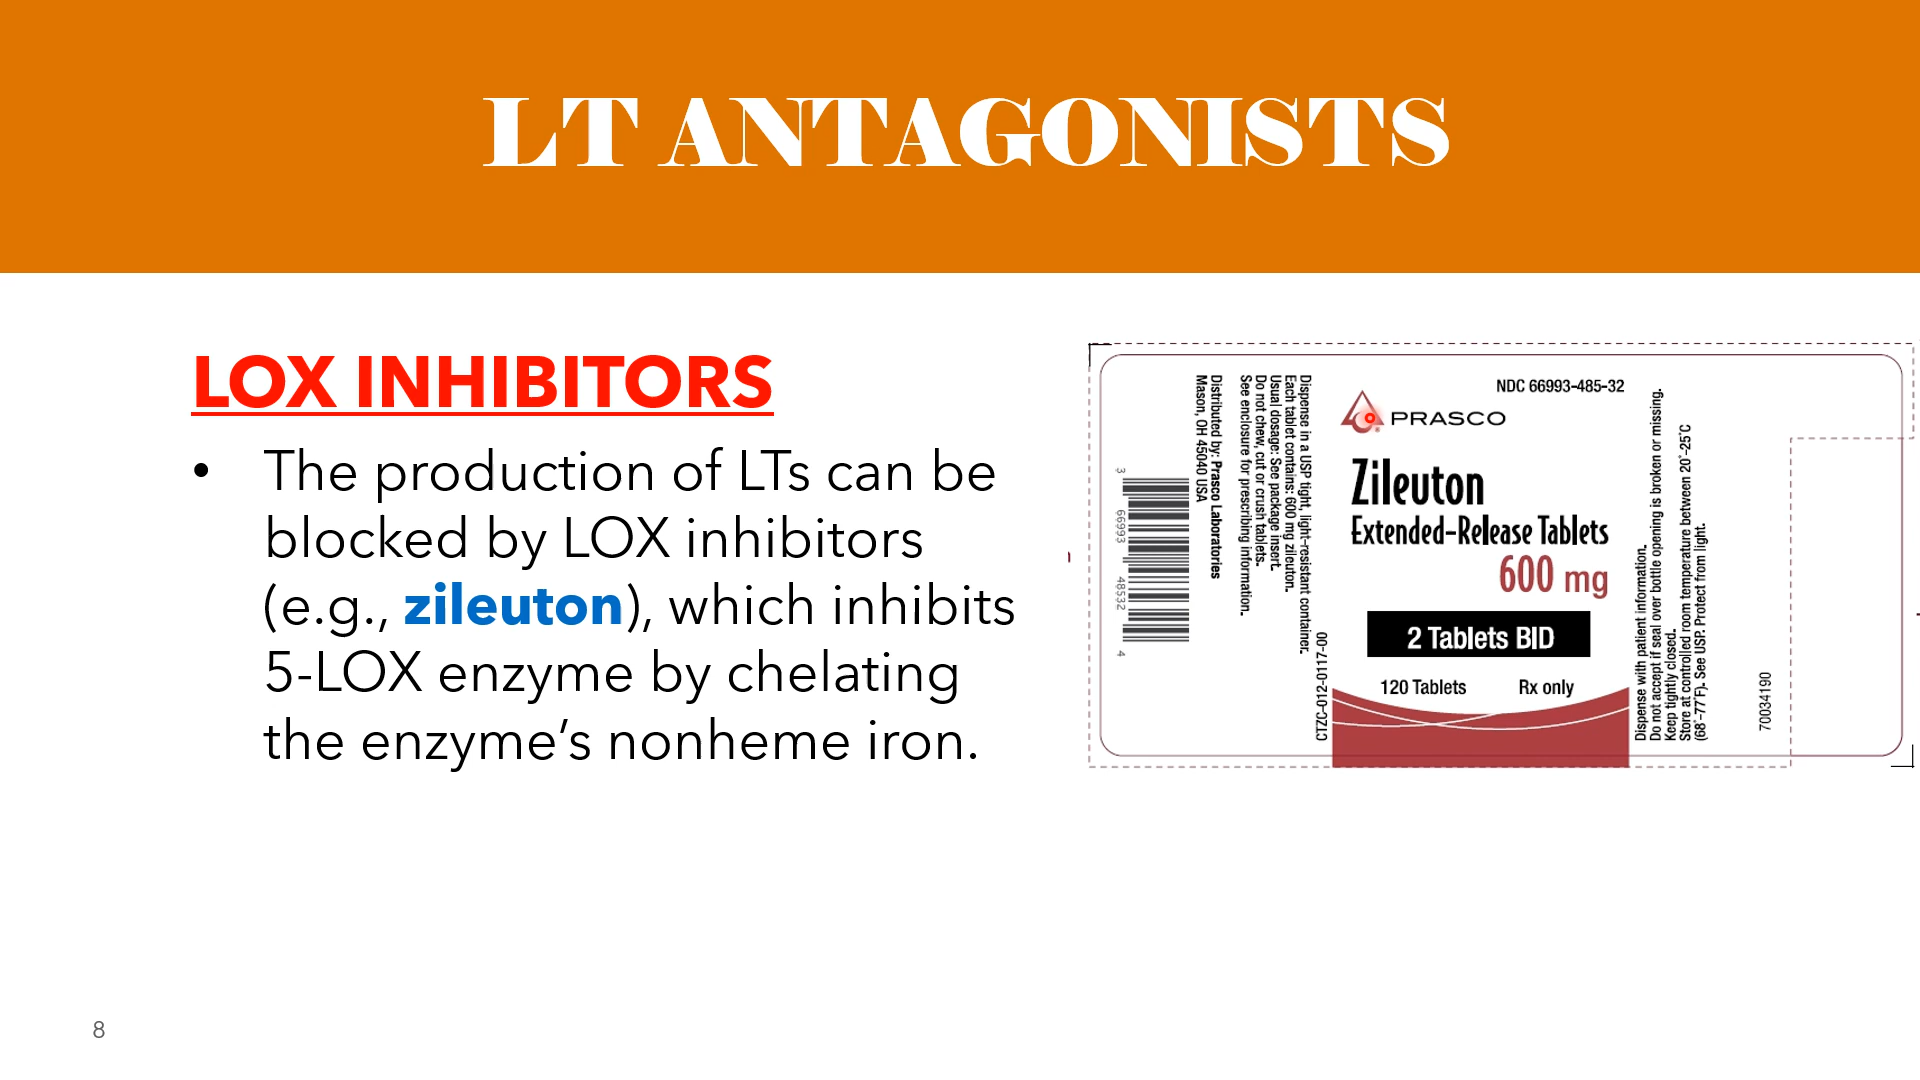 LT ANTAGONISTS
LOX INHIBITORS
• The production of LTs can be
blocked by LOX inhibitors
(e.g., zileuton), which inhibits
5-LOX enzyme by chelating
the enzyme’s nonheme iron.
3 66993 48532 4
Distributed by: Prasco Laboratories
Mason, OH 45040 USA
Dispense in a USP tight, light-resistant container.
Each tablet contains: 600 mg zileuton.
Usual dosage: See package insert.
Do not chew, cut or crush tablets.
See enclosure for prescribing information.
CTZC-012-0117-00
NDC 66993-485-32
PRASCO
Zileuton
Extended-Release Tablets
600 mg
2 Tablets BID
120 Tablets Rx only
Dispense with patient information.
Do not accept if seal over bottle opening is broken or missing.
Keep tightly closed.
Store at controlled room temperature between 20°-25°C
(68°-77°F). See USP. Protect from light.
70034190
8